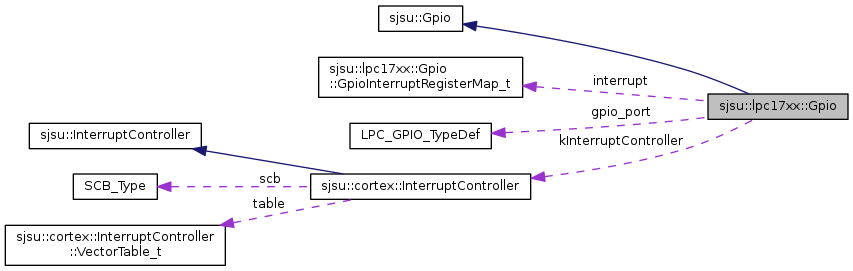 sjsu::Gpio
sjsu::lpc17xx::Gpio
::GpioInterruptRegisterMap_t
interrupt
sjsu::lpc17xx::Gpio
gpio_port
LPC_GPIO_TypeDef
kInterruptController
sjsu::InterruptController
scb
SCB_Type
sjsu::cortex::InterruptController
table
sjsu::cortex::InterruptController
::VectorTable_t